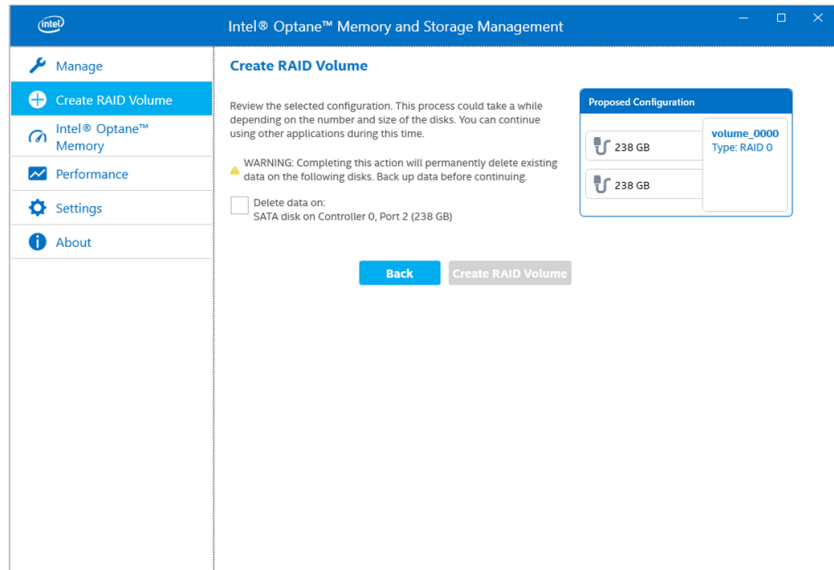 intel
Intel® Optane™ Memory and Storage Management
Manage
Create RAID Volume
Intel® Optane™
Memory
Performance
Settings
About
Create RAID Volume
Review the selected configuration. This process could take a while
depending on the number and size of the disks. You can continue
using other applications during this time.
WARNING: Completing this action will permanently delete existing
data on the following disks. Back up data before continuing.
Delete data on:
SATA disk on Controller 0, Port 2 (238 GB)
Back
Create RAID Volume
Proposed Configuration
238 GB
238 GB
volume_0000
Type: RAID 0